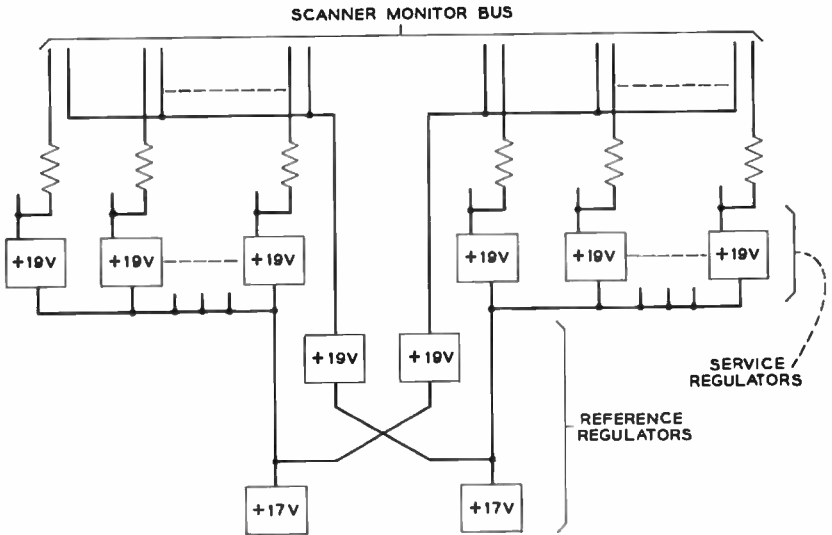 SCANNER MONITOR BUS
+19V
+19V
+19V
+19V
+19V
+19V
+19V
+19V
SERVICE
REGULATORS
REFERENCE
REGULATORS
+17V
+17V